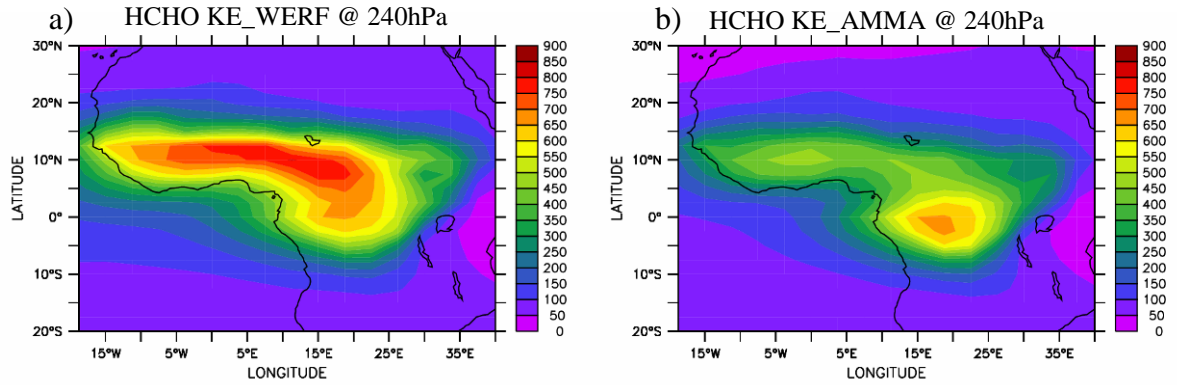 a) HCHO KE_WERF @ 240hPa
30°N
20°N
10°N
0°
10°S
20°S
LATITUDE
15°W 5°W 5°E 15°E 25°E 35°E
LONGITUDE
900
850
800
750
700
650
600
550
500
450
400
350
300
250
200
150
100
50
0
b) HCHO KE_AMMA @ 240hPa
30°N
20°N
10°N
0°
10°S
20°S
LATITUDE
15°W 5°W 5°E 15°E 25°E 35°E
LONGITUDE
900
850
800
750
700
650
600
550
500
450
400
350
300
250
200
150
100
50
0